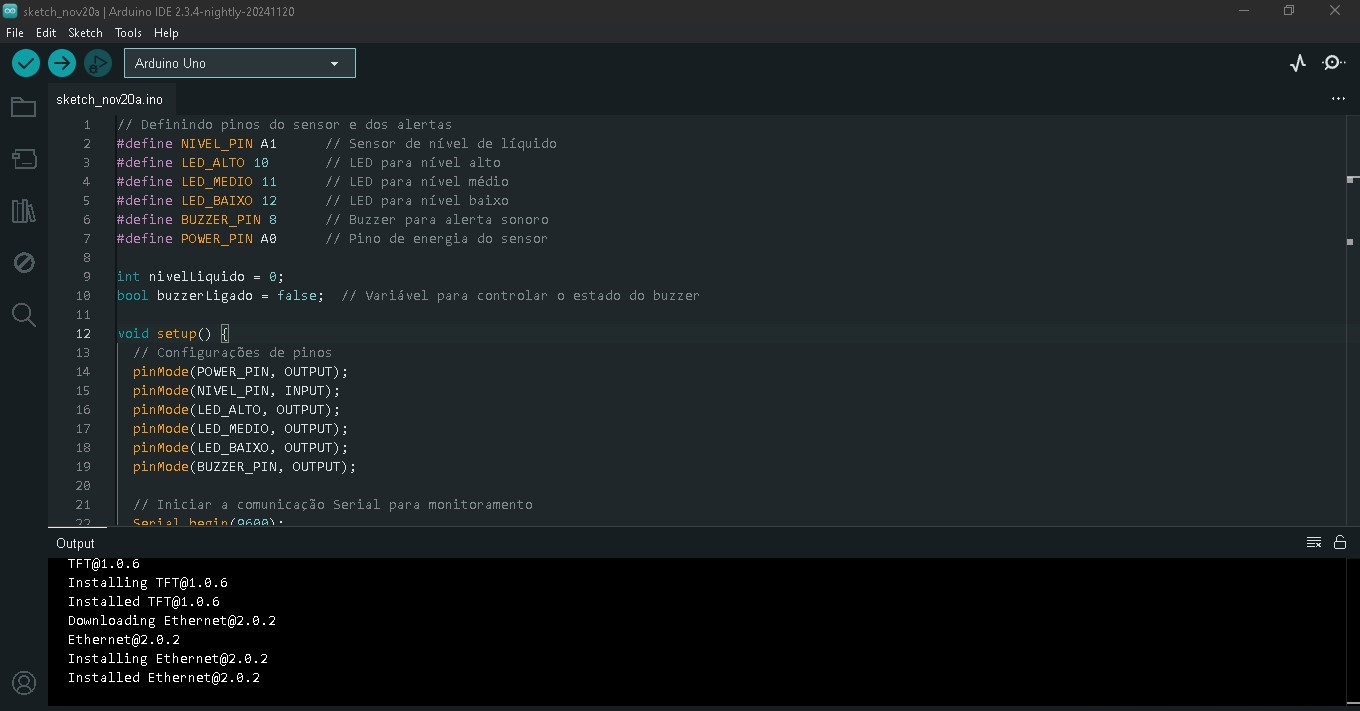 sketch_nov20a | Arduino IDE 2.3.4-nightly-20241120
File Edit Sketch Tools Help
Arduino Uno
sketch_nov20a.ino
1 // Definindo pinos do sensor e dos alertas
2 #define NIVEL_PIN A1 // Sensor de nível de líquido
3 #define LED_ALTO 10 // LED para nível alto
4 #define LED_MEDIO 11 // LED para nível médio
5 #define LED_BAIXO 12 // LED para nível baixo
6 #define BUZZER_PIN 8 // Buzzer para alerta sonoro
7 #define POWER_PIN A0 // Pino de energia do sensor
8
9 int nivelLiquido = 0;
10 bool buzzerLigado = false; // Variável para controlar o estado do buzzer
11
12 void setup() {
13 // Configurações de pinos
14 pinMode(POWER_PIN, OUTPUT);
15 pinMode(NIVEL_PIN, INPUT);
16 pinMode(LED_ALTO, OUTPUT);
17 pinMode(LED_MEDIO, OUTPUT);
18 pinMode(LED_BAIXO, OUTPUT);
19 pinMode(BUZZER_PIN, OUTPUT);
20
21 // Iniciar a comunicação Serial para monitoramento
22 Serial.begin(9600);
Output
TFT@1.0.6
Installing TFT@1.0.6
Installed TFT@1.0.6
Downloading Ethernet@2.0.2
Ethernet@2.0.2
Installing Ethernet@2.0.2
Installed Ethernet@2.0.2